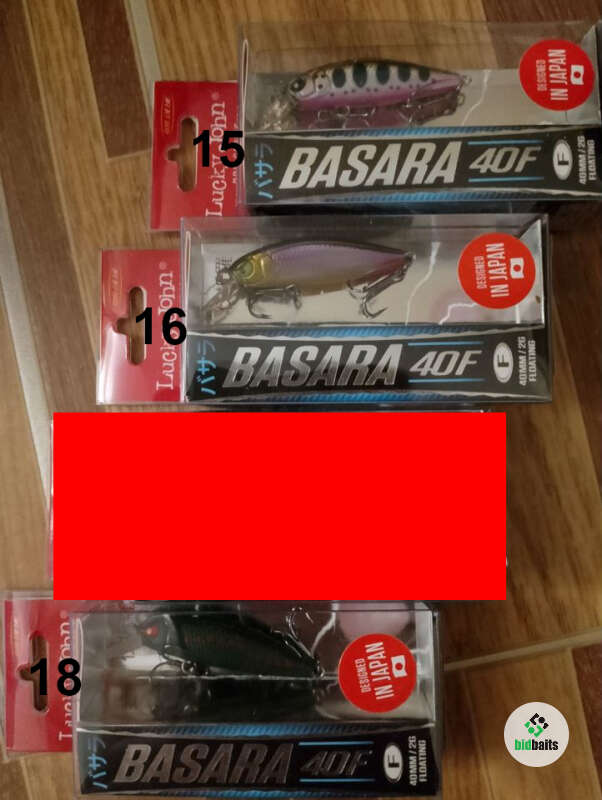 Lucky John
DESIGNED
IN JAPAN
15
バサラ
BASARA 40F
F
40MM / 2G
FLOATING
Lucky John
DESIGNED
IN JAPAN
16
バサラ
BASARA 40F
F
40MM / 2G
FLOATING
Lucky John
DESIGNED
IN JAPAN
18
バサラ
BASARA 40F
F
40MM / 2G
FLOATING
bidbaits